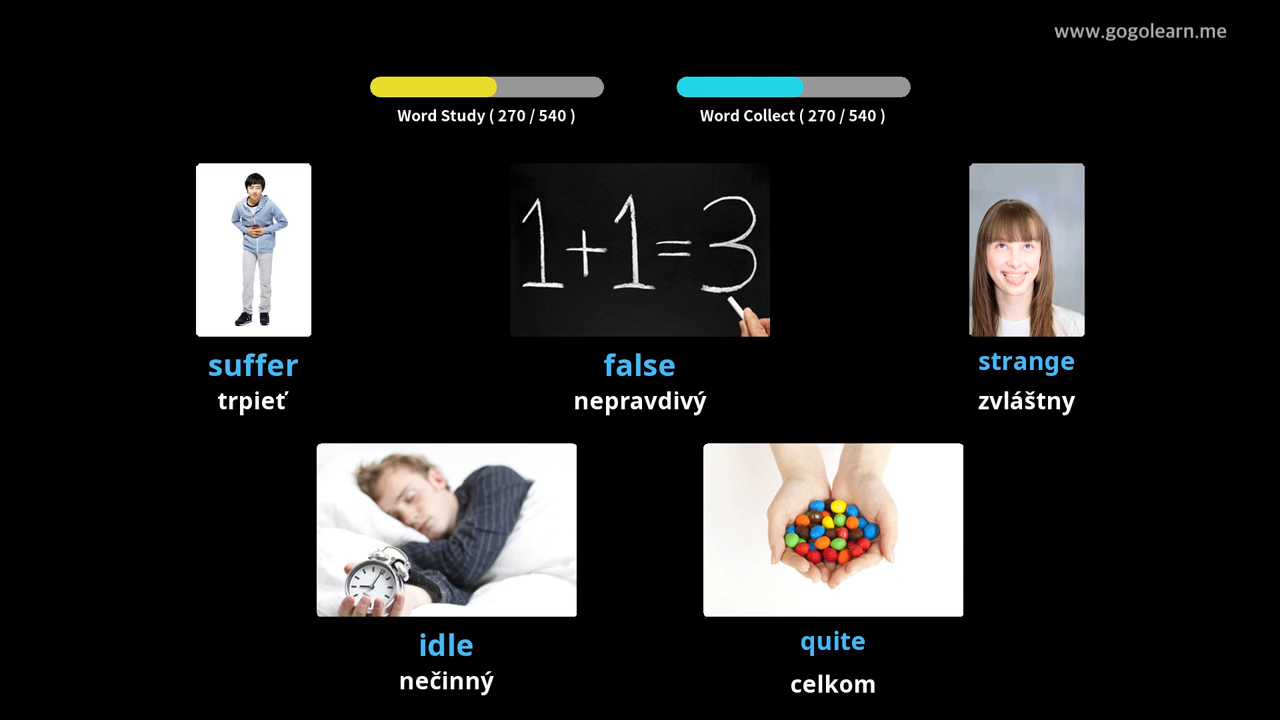 www.gogolearn.me
Word Study ( 270 / 540 )
Word Collect ( 270 / 540 )
1+1=3
suffer
trpieť
false
nepravdivý
strange
zvláštny
idle
nečinný
quite
celkom